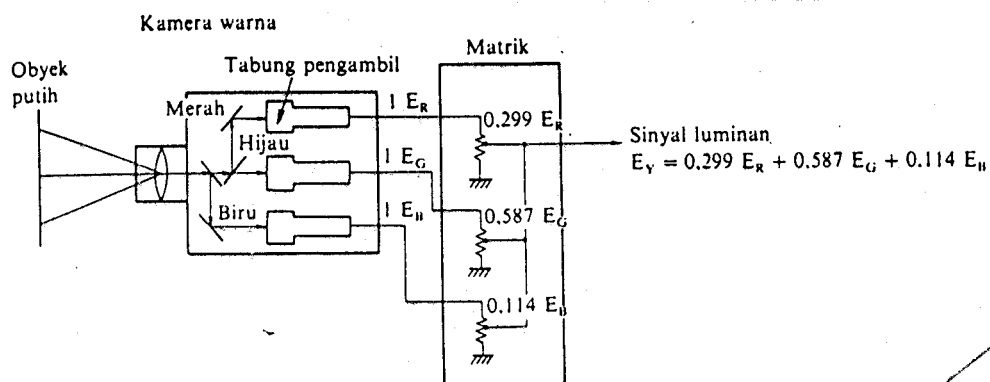 Kamera warna
Matrik
Obyek
putih
Tabung pengambil
Merah
Hijau
Biru
1 E_R
1 E_G
1 E_B
0.299 E_R
0.587 E_G
0.114 E_B
Sinyal luminan
E_Y = 0.299 E_R + 0.587 E_G + 0.114 E_B